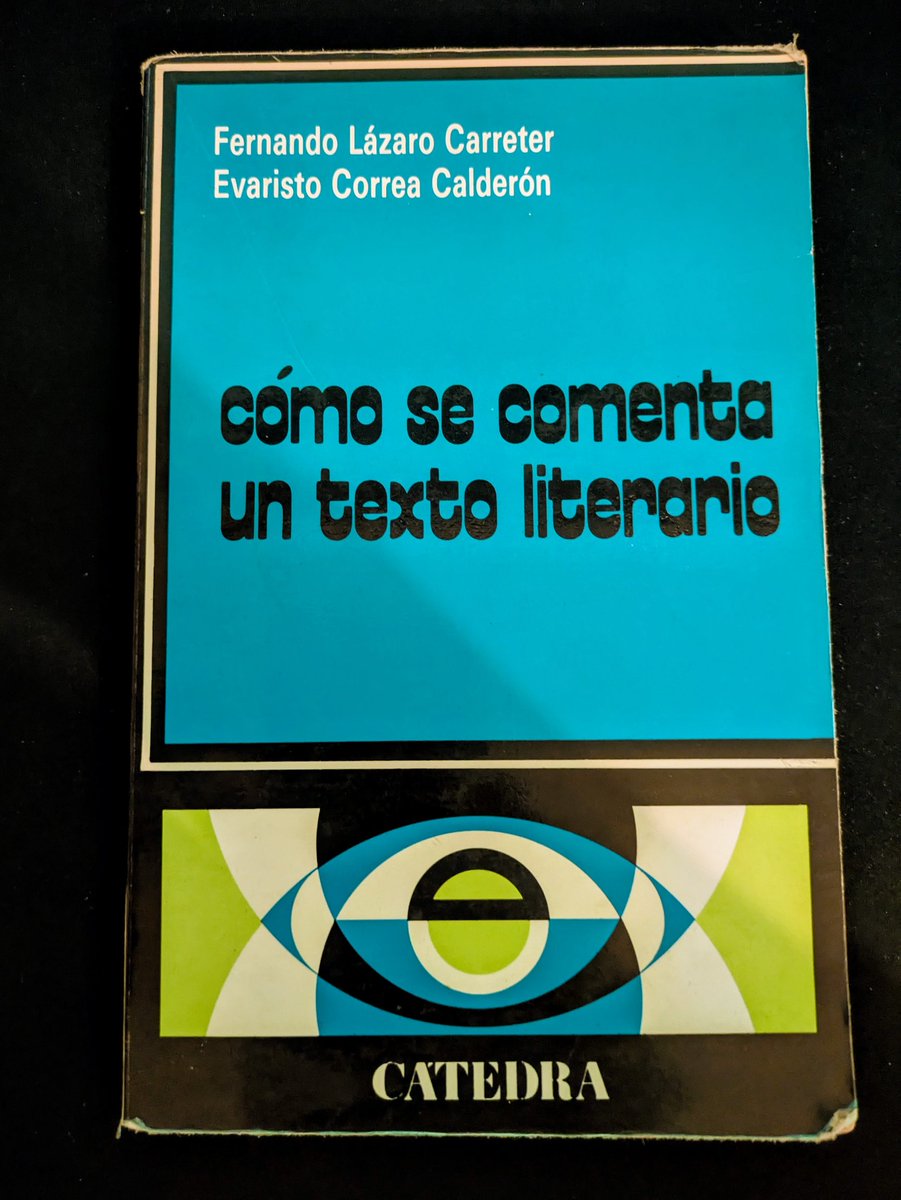 Fernando Lázaro Carreter
Evaristo Correa Calderón
cómo se comenta
un texto literario
CATEDRA